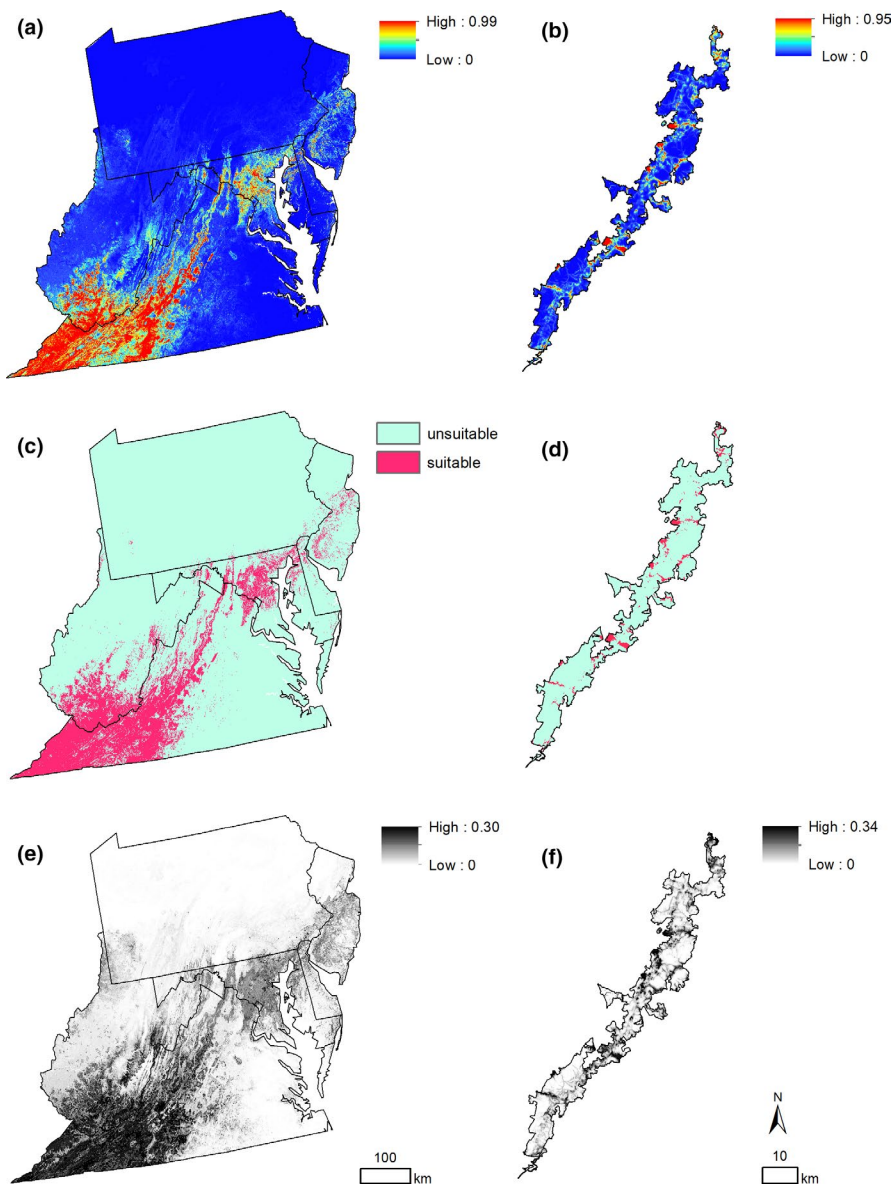 (a)
High : 0.99
Low : 0
(b)
High : 0.95
Low : 0
(c)
unsuitable
suitable
(d)
(e)
High : 0.30
Low : 0
(f)
High : 0.34
Low : 0
N
100
km
10
km